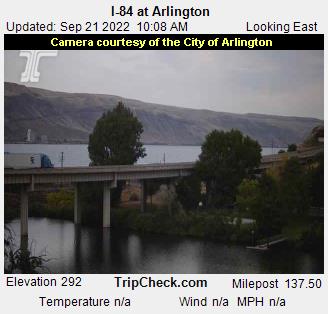 I-84 at Arlington
Updated: Sep 21 2022 10:08 AM Looking East
Camera courtesy of the City of Arlington
Elevation 292 TripCheck.com Milepost 137.50
Temperature n/a Wind n/a MPH n/a